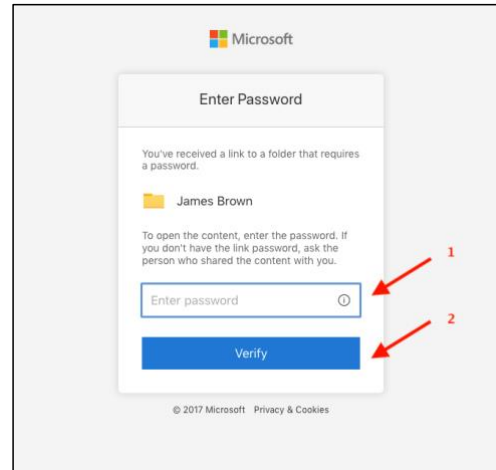 Microsoft
Enter Password
You've received a link to a folder that requires
a password.
James Brown
To open the content, enter the password. If
you don't have the link password, ask the
person who shared the content with you.
1
Enter password
2
Verify
© 2017 Microsoft Privacy & Cookies